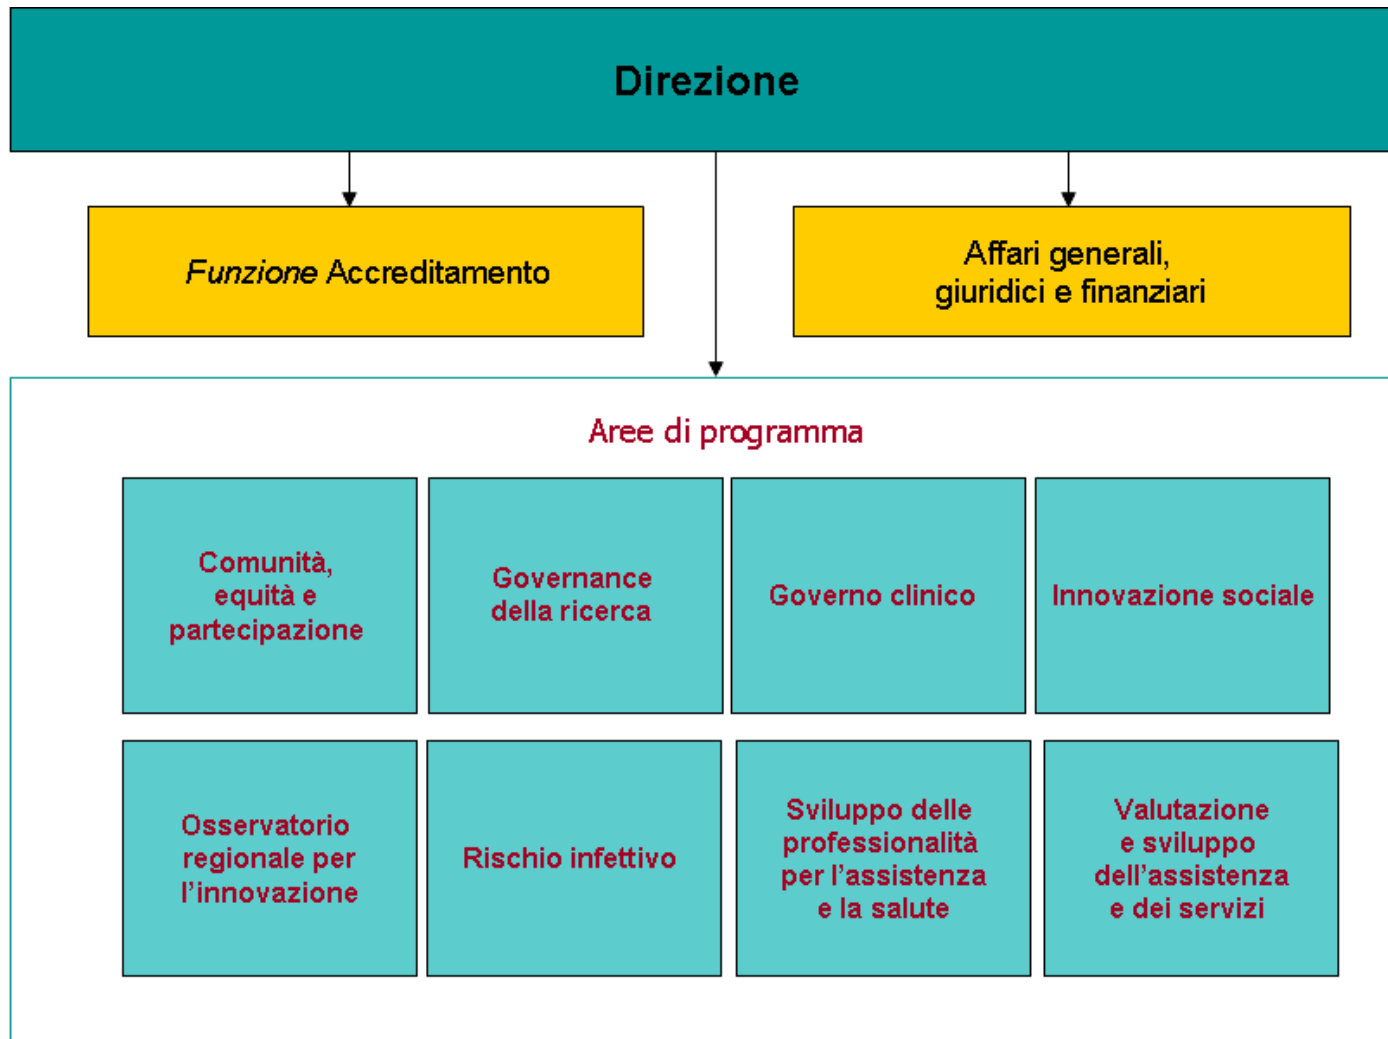 Direzione
Funzione Accreditamento
Affari generali,
giuridici e finanziari
Aree di programma
Comunità,
equità e
partecipazione
Governance
della ricerca
Governo clinico
Innovazione sociale
Osservatorio
regionale per
l’innovazione
Rischio infettivo
Sviluppo delle
professionalità
per l’assistenza
e la salute
Valutazione
e sviluppo
dell’assistenza
e dei servizi